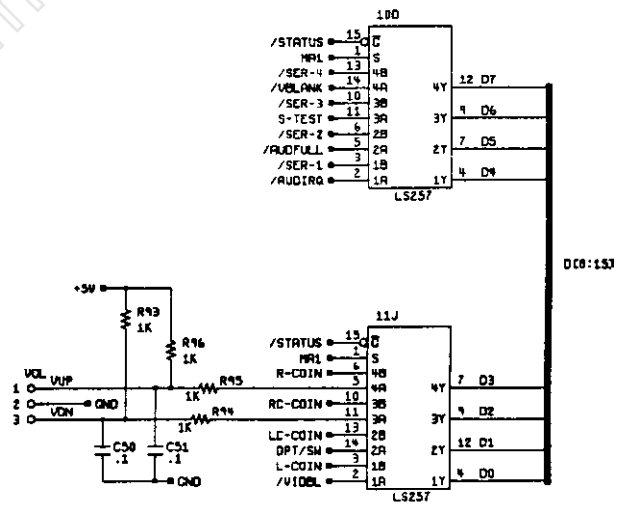 10D
/STATUS 15 G
MA1 1 S
/SER-4 13 4B
/VBLANK 14 4A 4Y 12 D7
/SER-3 10 3B
S-TEST 11 3A 3Y 9 D6
/SER-2 6 2B
/AUDFULL 5 2A 2Y 7 D5
/SER-1 3 1B
/AUDIRQ 2 1A 1Y 4 D4
LS257
D[0:15]
+5V
R93
1K
R96
1K
11J
/STATUS 15 G
MA1 1 S
R-COIN 6 4B
VOL
1 VUP R95 1K 5 4A 4Y 7 D3
2 GND
RC-COIN 10 3B
3 VDN R94 1K 11 3A 3Y 9 D2
LC-COIN 13 2B
OPT/SW 14 2A 2Y 12 D1
L-COIN 3 1B
/VIDBL 2 1A 1Y 4 D0
LS257
C50
.1
C51
.1
GND